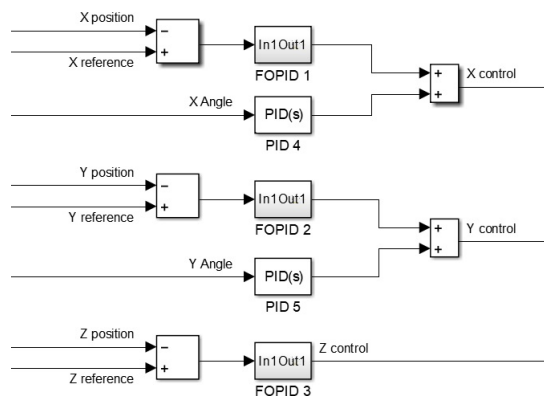 X position
−
+
X reference
In1Out1
FOPID 1
+
+
X control
X Angle
PID(s)
PID 4
Y position
−
+
Y reference
In1Out1
FOPID 2
+
+
Y control
Y Angle
PID(s)
PID 5
Z position
−
+
Z reference
In1Out1
FOPID 3
Z control